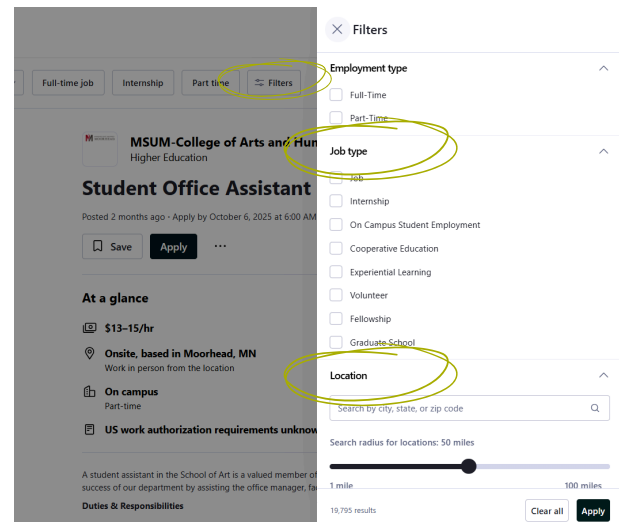 Full-time job
Internship
Part time
Filters
MSUM-College of Arts and Hun
Higher Education
Student Office Assistant
Posted 2 months ago · Apply by October 6, 2025 at 6:00 AM
Save
Apply
...
At a glance
$13–15/hr
Onsite, based in Moorhead, MN
Work in person from the location
On campus
Part-time
US work authorization requirements unknow
A student assistant in the School of Art is a valued member of
success of our department by assisting the office manager, fa
Duties & Responsibilities
Filters
Employment type
Full-Time
Part-Time
Job type
Job
Internship
On Campus Student Employment
Cooperative Education
Experiential Learning
Volunteer
Fellowship
Graduate School
Location
Search by city, state, or zip code
Search radius for locations: 50 miles
1 mile
100 miles
19,795 results
Clear all
Apply